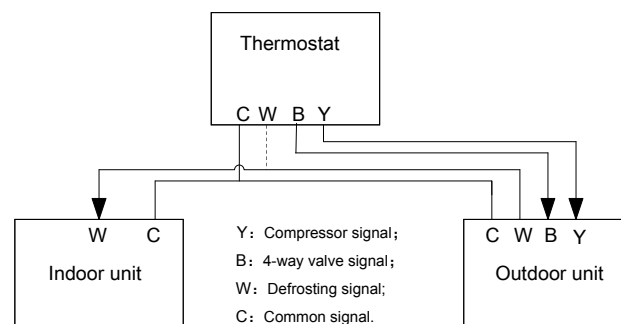 Thermostat
C W B Y
W C
Y：Compressor signal；
B：4-way valve signal；
W：Defrosting signal;
C：Common signal.
C W B Y
Indoor unit
Outdoor unit